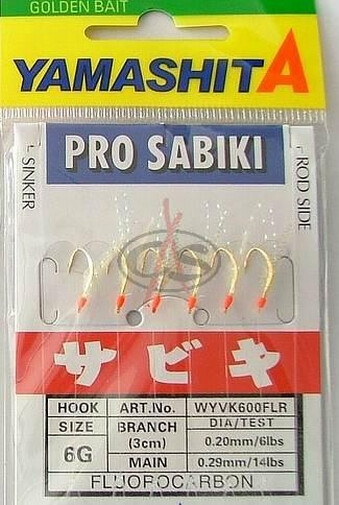 GOLDEN BAIT
YAMASHITA
PRO SABIKI
SINKER
ROD SIDE
GS
サビキ
HOOK ART.No. WYVK600FLR
SIZE BRANCH (3cm) DIA/TEST 0.20mm/6lbs
6G MAIN 0.29mm/14lbs
FLUOROCARBON